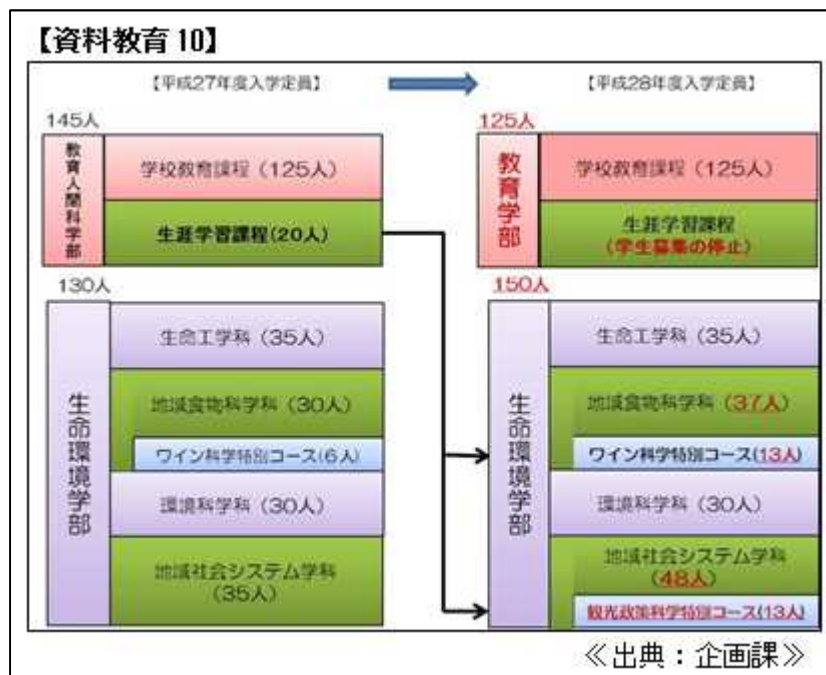 【資料教育 10】
【平成27年度入学定員】
【平成28年度入学定員】
145人
教育人間科学部
学校教育課程（125人）
生涯学習課程(20人)
130人
生命環境学部
生命工学科（35人）
地域食物科学科（30人）
ワイン科学特別コース(6人)
環境科学科（30人）
地域社会システム学科
（35人）
125人
教育学部
学校教育課程（125人）
生涯学習課程
(学生募集の停止)
150人
生命環境学部
生命工学科（35人）
地域食物科学科（37人）
ワイン科学特別コース(13人)
環境科学科（30人）
地域社会システム学科
（48人）
観光政策科学特別コース(13人)
≪出典：企画課≫